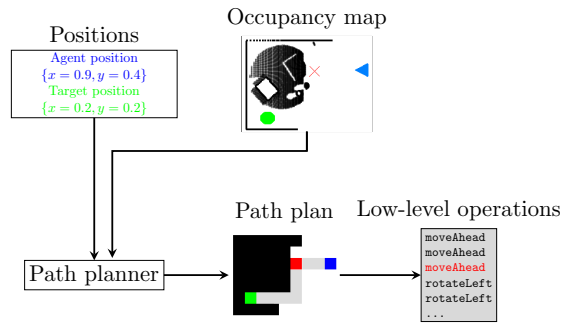 Occupancy map
Positions
Agent position
{x = 0.9, y = 0.4}
Target position
{x = 0.2, y = 0.2}
Path plan
Low-level operations
Path planner
moveAhead
moveAhead
moveAhead
rotateLeft
rotateLeft
...